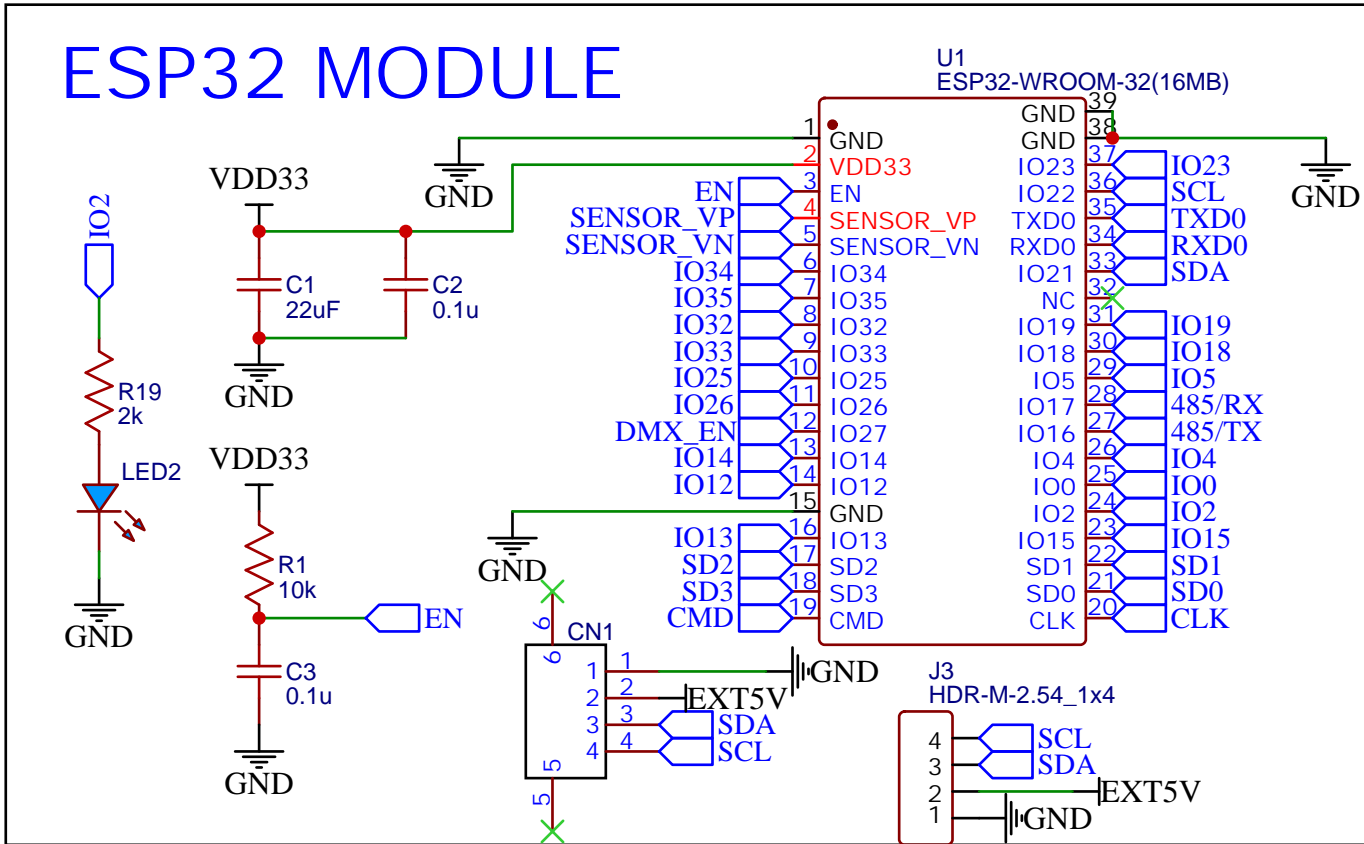 ESP32 MODULE
U1
ESP32-WROOM-32(16MB)
IO2
R19
2k
LED2
GND
VDD33
C1
22uF
C2
0.1u
GND
VDD33
R1
10k
EN
C3
0.1u
GND
GND
GND
EN
SENSOR_VP
SENSOR_VN
IO34
IO35
IO32
IO33
IO25
IO26
DMX_EN
IO14
IO12
IO13
SD2
SD3
CMD
1 GND
2 VDD33
3 EN
4 SENSOR_VP
5 SENSOR_VN
6 IO34
7 IO35
8 IO32
9 IO33
10 IO25
11 IO26
12 IO27
13 IO14
14 IO12
15 GND
16 IO13
17 SD2
18 SD3
19 CMD
GND 39
GND 38
IO23 37 IO23
IO22 36 SCL
TXD0 35 TXD0
RXD0 34 RXD0
IO21 33 SDA
NC 32
IO19 31 IO19
IO18 30 IO18
IO5 29 IO5
IO17 28 485/RX
IO16 27 485/TX
IO4 26 IO4
IO0 25 IO0
IO2 24 IO2
IO15 23 IO15
SD1 22 SD1
SD0 21 SD0
CLK 20 CLK
GND
CN1
6
6
1 1 GND
2 2 EXT5V
3 3 SDA
4 4 SCL
5
5
J3
HDR-M-2.54_1x4
4 SCL
3 SDA
2 EXT5V
1 GND